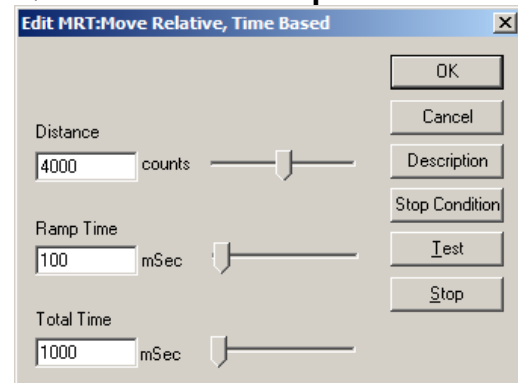 Edit MRT:Move Relative, Time Based
OK
Cancel
Distance
4000 counts
Description
Stop Condition
Ramp Time
100 mSec
Test
Stop
Total Time
1000 mSec